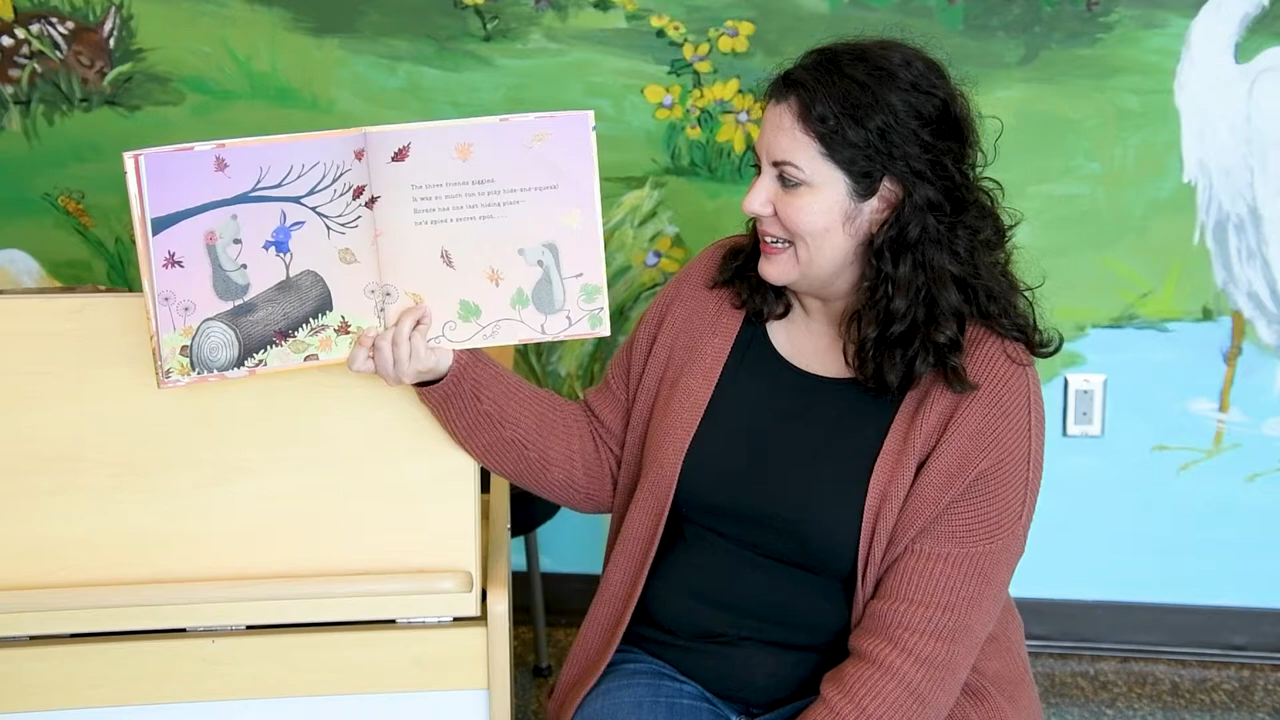 The three friends giggled.
It was so much fun to play hide-and-squeak!
Horace had one last hiding place—
he'd spied a secret spot. . . .